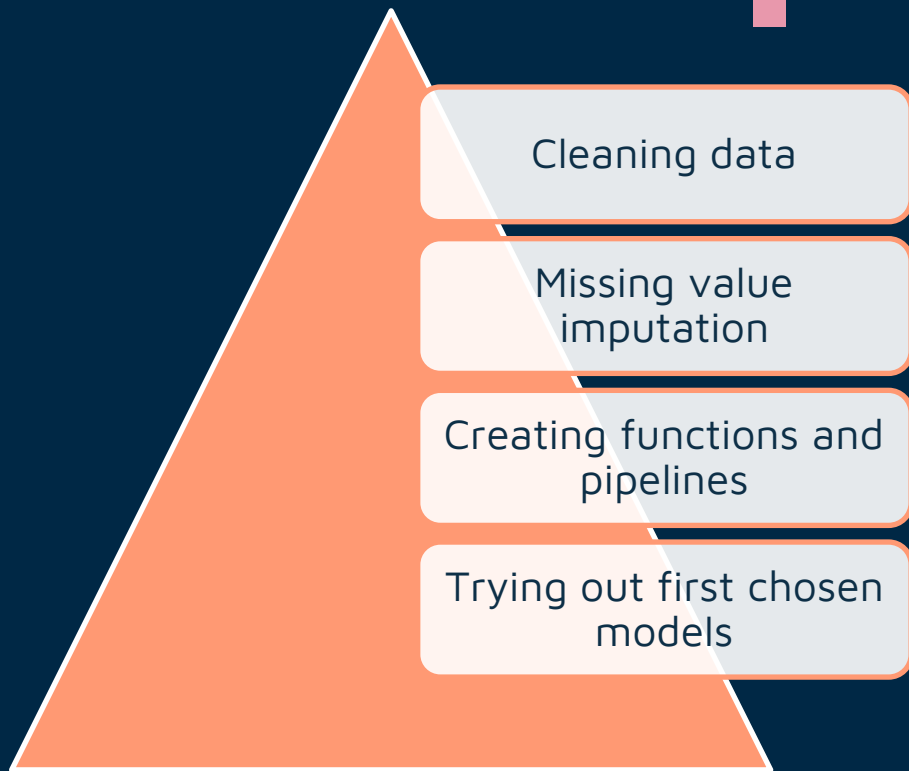 Cleaning data
Missing value
imputation
Creating functions and
pipelines
Trying out first chosen
models